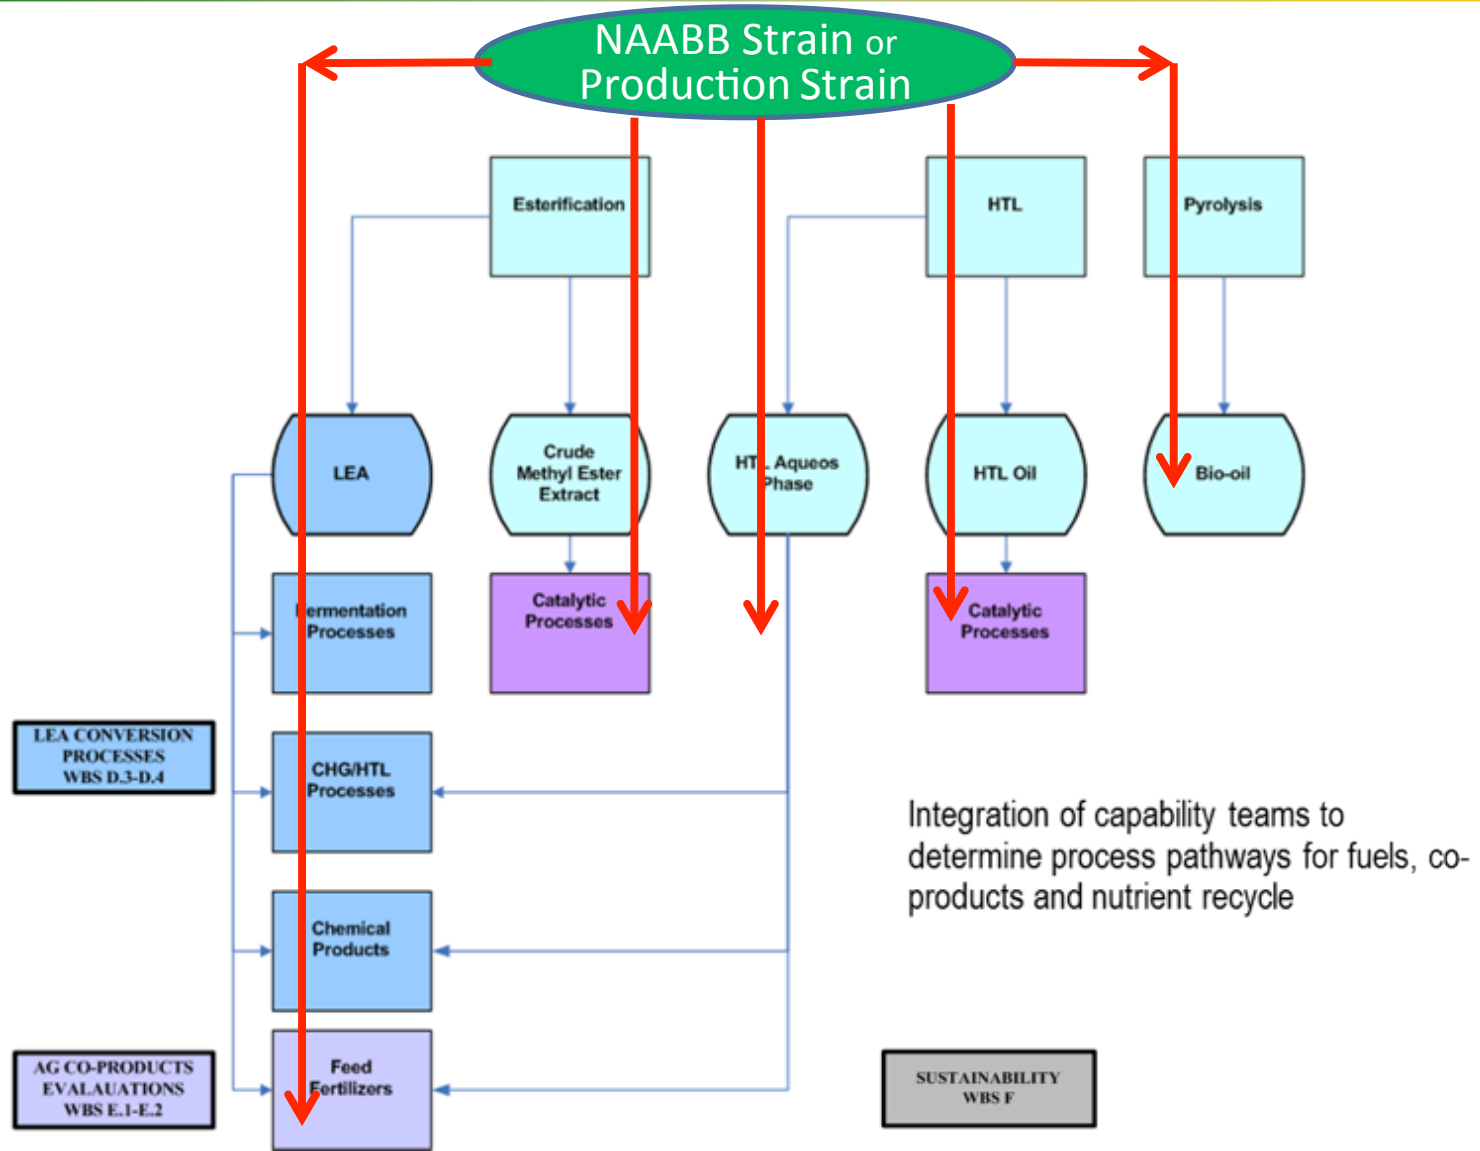 NAABB Strain or
Production Strain
Esterification
HTL
Pyrolysis
LEA
Crude
Methyl Ester
Extract
HTL Aqueos
Phase
HTL Oil
Bio-oil
Fermentation
Processes
Catalytic
Processes
Catalytic
Processes
LEA CONVERSION
PROCESSES
WBS D.3-D.4
CHG/HTL
Processes
Integration of capability teams to
determine process pathways for fuels, co-
products and nutrient recycle
Chemical
Products
AG CO-PRODUCTS
EVALAUATIONS
WBS E.1-E.2
Feed
Fertilizers
SUSTAINABILITY
WBS F